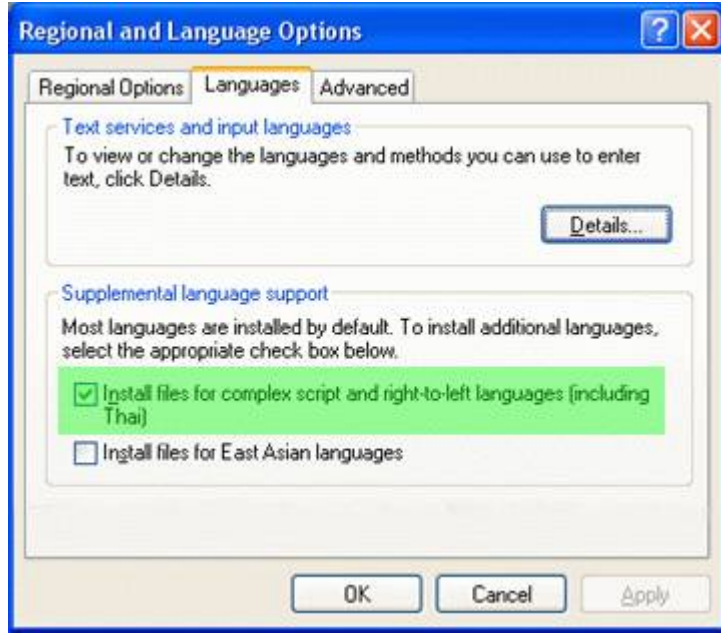 Regional and Language Options
Regional Options Languages Advanced
Text services and input languages
To view or change the languages and methods you can use to enter
text, click Details.
Details...
Supplemental language support
Most languages are installed by default. To install additional languages,
select the appropriate check box below.
Install files for complex script and right-to-left languages (including
Thai)
Install files for East Asian languages
OK Cancel Apply